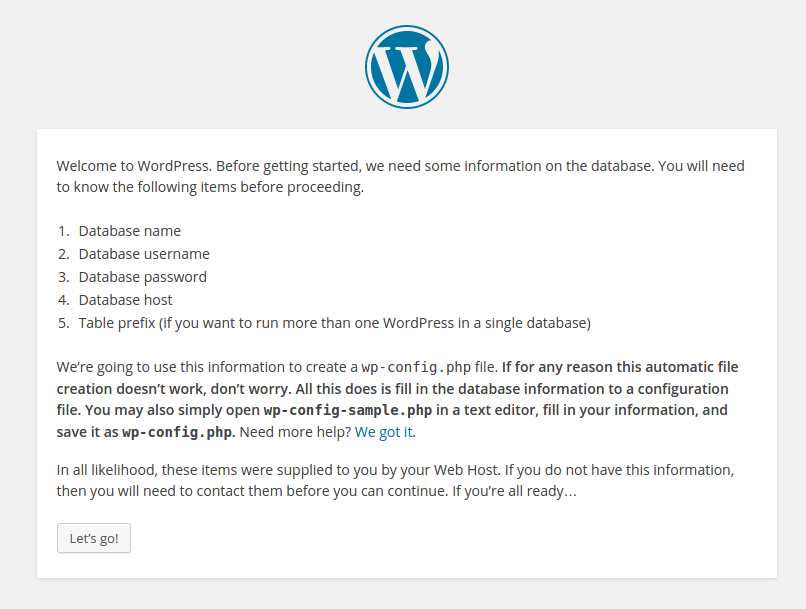 W
Welcome to WordPress. Before getting started, we need some information on the database. You will need
to know the following items before proceeding.
1. Database name
2. Database username
3. Database password
4. Database host
5. Table prefix (if you want to run more than one WordPress in a single database)
We’re going to use this information to create a wp-config.php file. If for any reason this automatic file
creation doesn’t work, don’t worry. All this does is fill in the database information to a configuration
file. You may also simply open wp-config-sample.php in a text editor, fill in your information, and
save it as wp-config.php. Need more help? We got it.
In all likelihood, these items were supplied to you by your Web Host. If you do not have this information,
then you will need to contact them before you can continue. If you’re all ready…
Let’s go!